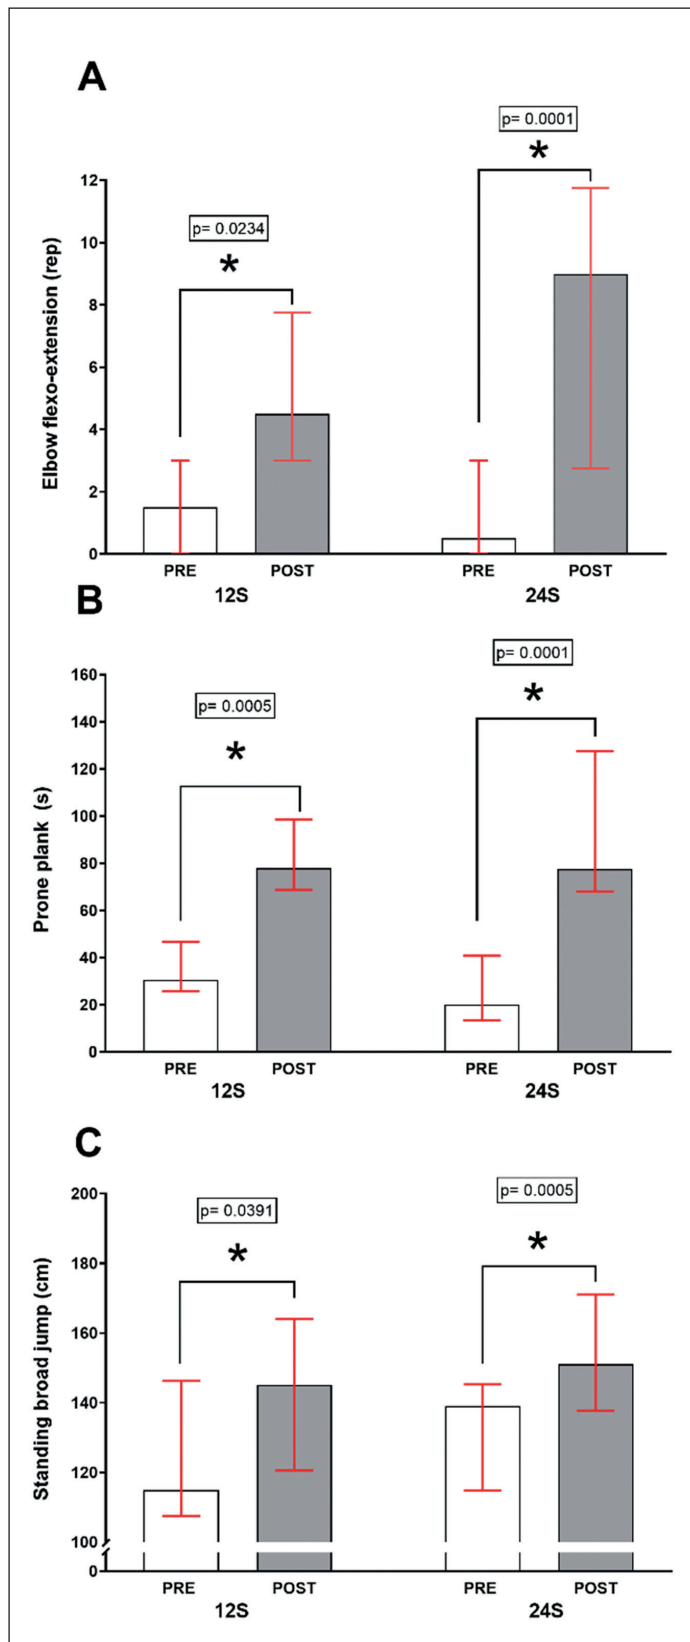 A
p= 0.0001
*
p= 0.0234
*
Elbow flexo-extension (rep)
12
10
8
6
4
2
0
PRE POST PRE POST
12S 24S
B
p= 0.0001
*
p= 0.0005
*
Prone plank (s)
160
140
120
100
80
60
40
20
0
PRE POST PRE POST
12S 24S
C
p= 0.0005
p= 0.0391
*
*
Standing broad jump (cm)
200
180
160
140
120
100
0
PRE POST PRE POST
12S 24S